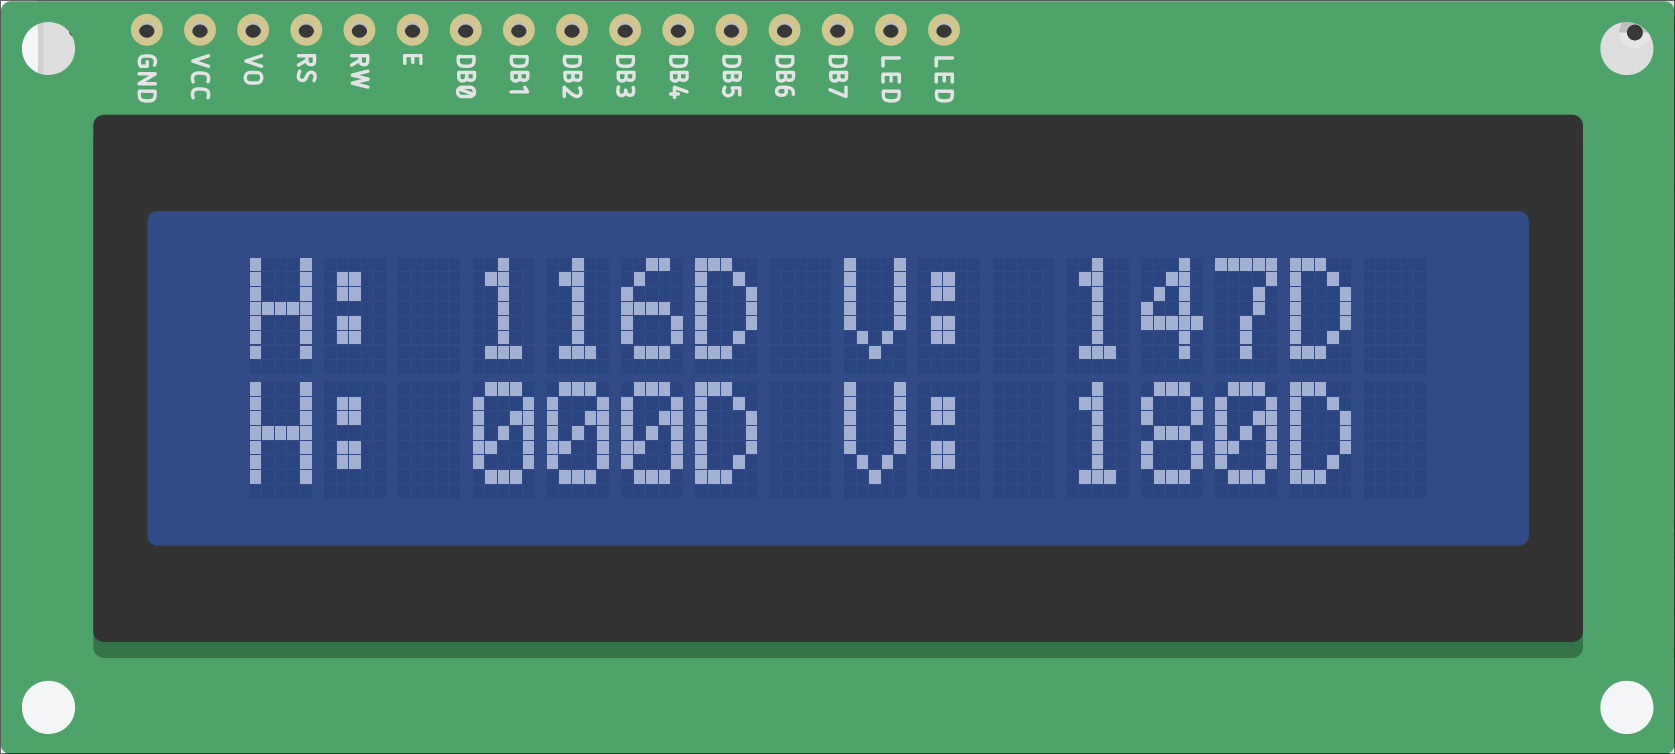 GND VCC VO RS RW E DB0 DB1 DB2 DB3 DB4 DB5 DB6 DB7 LED LED
H: 116D V: 147D
H: 000D V: 180D